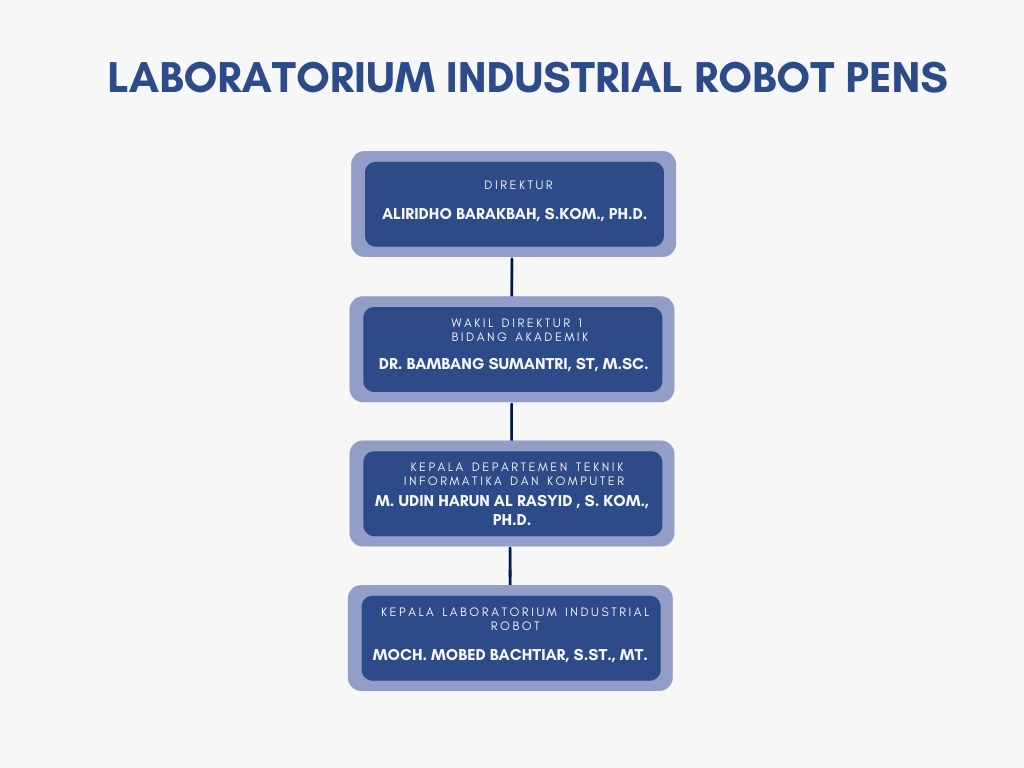 LABORATORIUM INDUSTRIAL ROBOT PENS
DIREKTUR
ALIRIDHO BARAKBAH, S.KOM., PH.D.
WAKIL DIREKTUR 1
BIDANG AKADEMIK
DR. BAMBANG SUMANTRI, ST, M.SC.
KEPALA DEPARTEMEN TEKNIK
INFORMATIKA DAN KOMPUTER
M. UDIN HARUN AL RASYID , S. KOM.,
PH.D.
KEPALA LABORATORIUM INDUSTRIAL
ROBOT
MOCH. MOBED BACHTIAR, S.ST., MT.